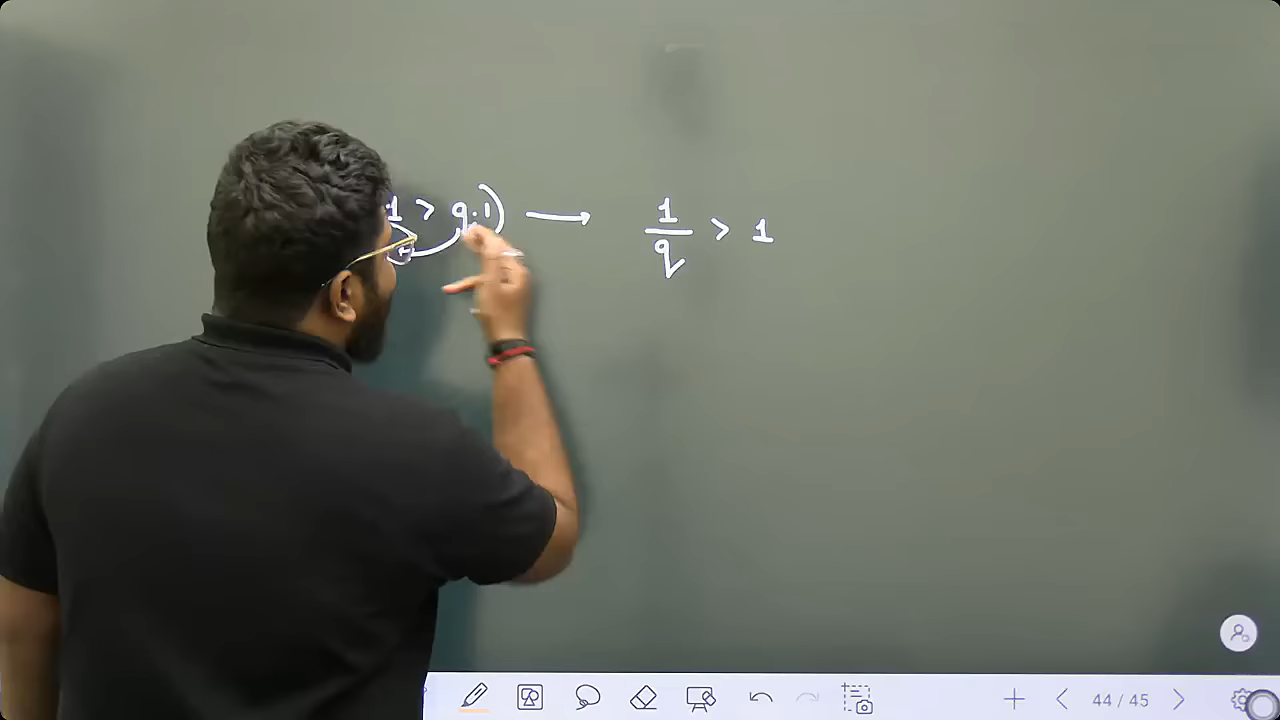 1 > q.1) → 1/q > 1
44 / 45